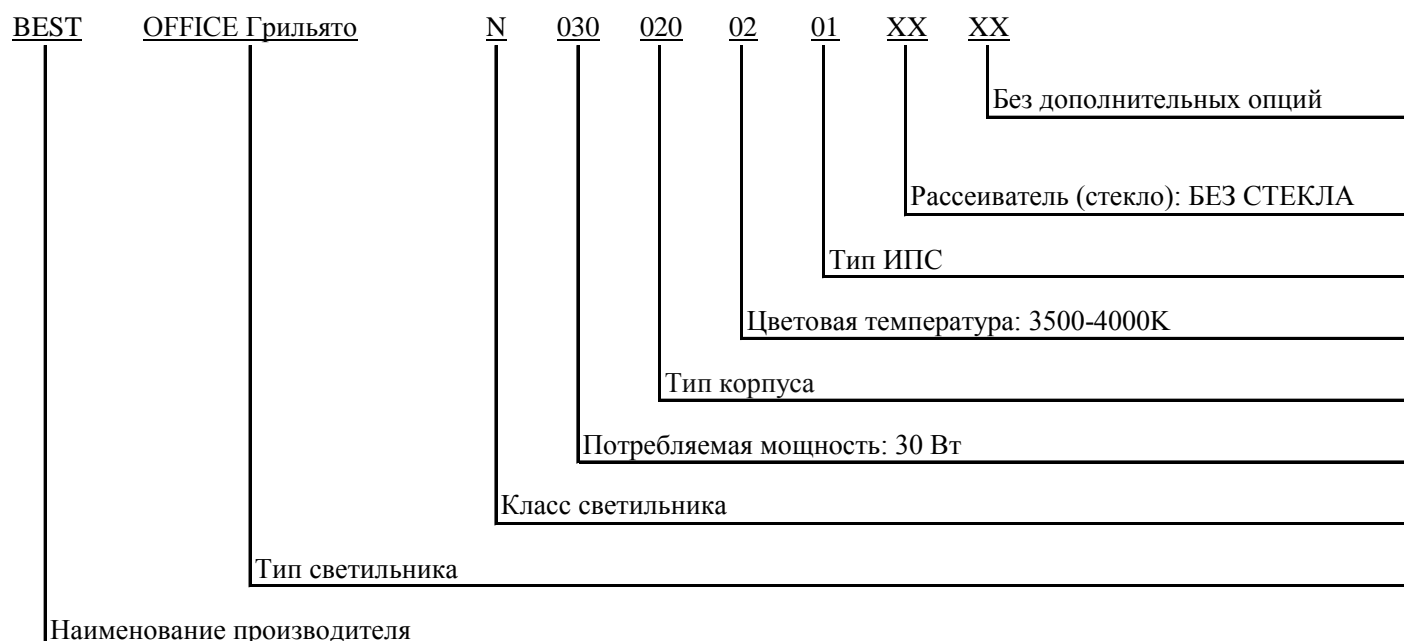 BEST OFFICE Грильято N 030 020 02 01 XX XX
Без дополнительных опций
Рассеиватель (стекло): БЕЗ СТЕКЛА
Тип ИПС
Цветовая температура: 3500-4000K
Тип корпуса
Потребляемая мощность: 30 Вт
Класс светильника
Тип светильника
Наименование производителя